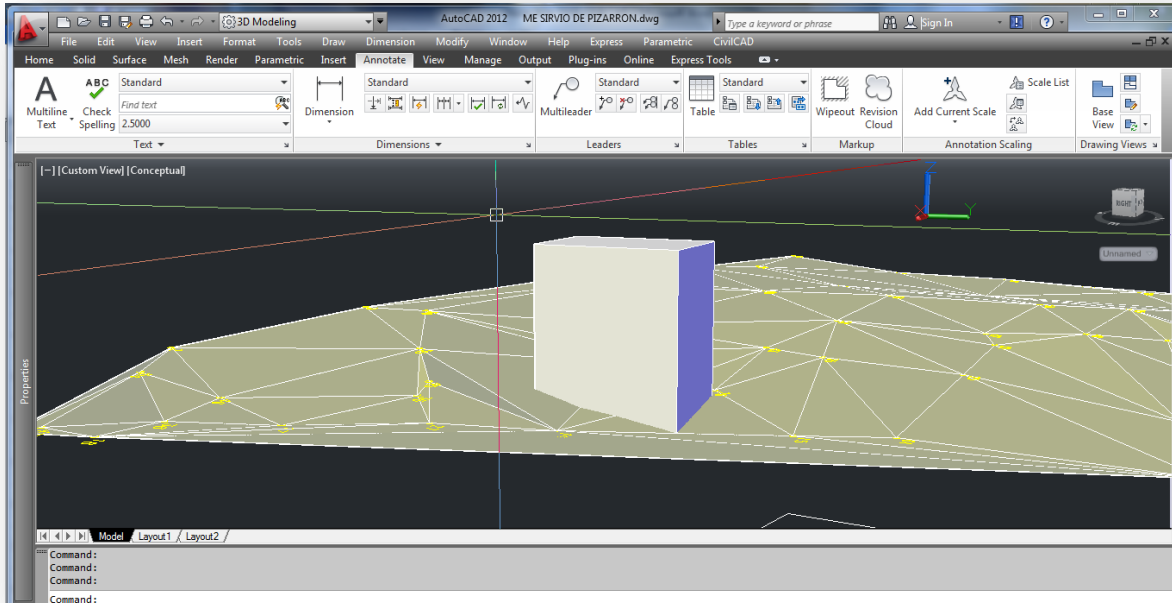 3D Modeling
AutoCAD 2012 ME SIRVIO DE PIZARRON.dwg
Type a keyword or phrase
Sign In
File Edit View Insert Format Tools Draw Dimension Modify Window Help Express Parametric CivilCAD
Home Solid Surface Mesh Render Parametric Insert Annotate View Manage Output Plug-ins Online Express Tools
A ABC Standard Standard Standard Standard Scale List
Find text
Multiline Text Check Spelling 2.5000 Dimension Multileader Table Wipeout Revision Cloud Add Current Scale Base View
Text Dimensions Leaders Tables Markup Annotation Scaling Drawing Views
[−] [Custom View] [Conceptual]
Z
X Y
RIGHT
Unnamed
Properties
Model Layout1 Layout2
Command:
Command:
Command:
Command: